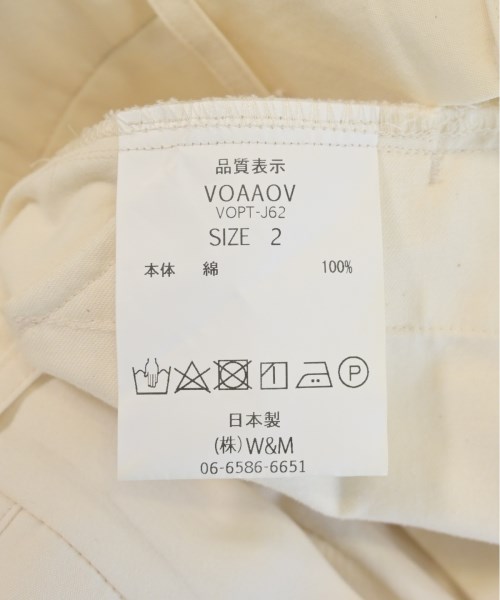 品質表示
VOAAOV
VOPT-J62
SIZE 2
本体 綿 100%
P
日本製
(株)W&M
06-6586-6651